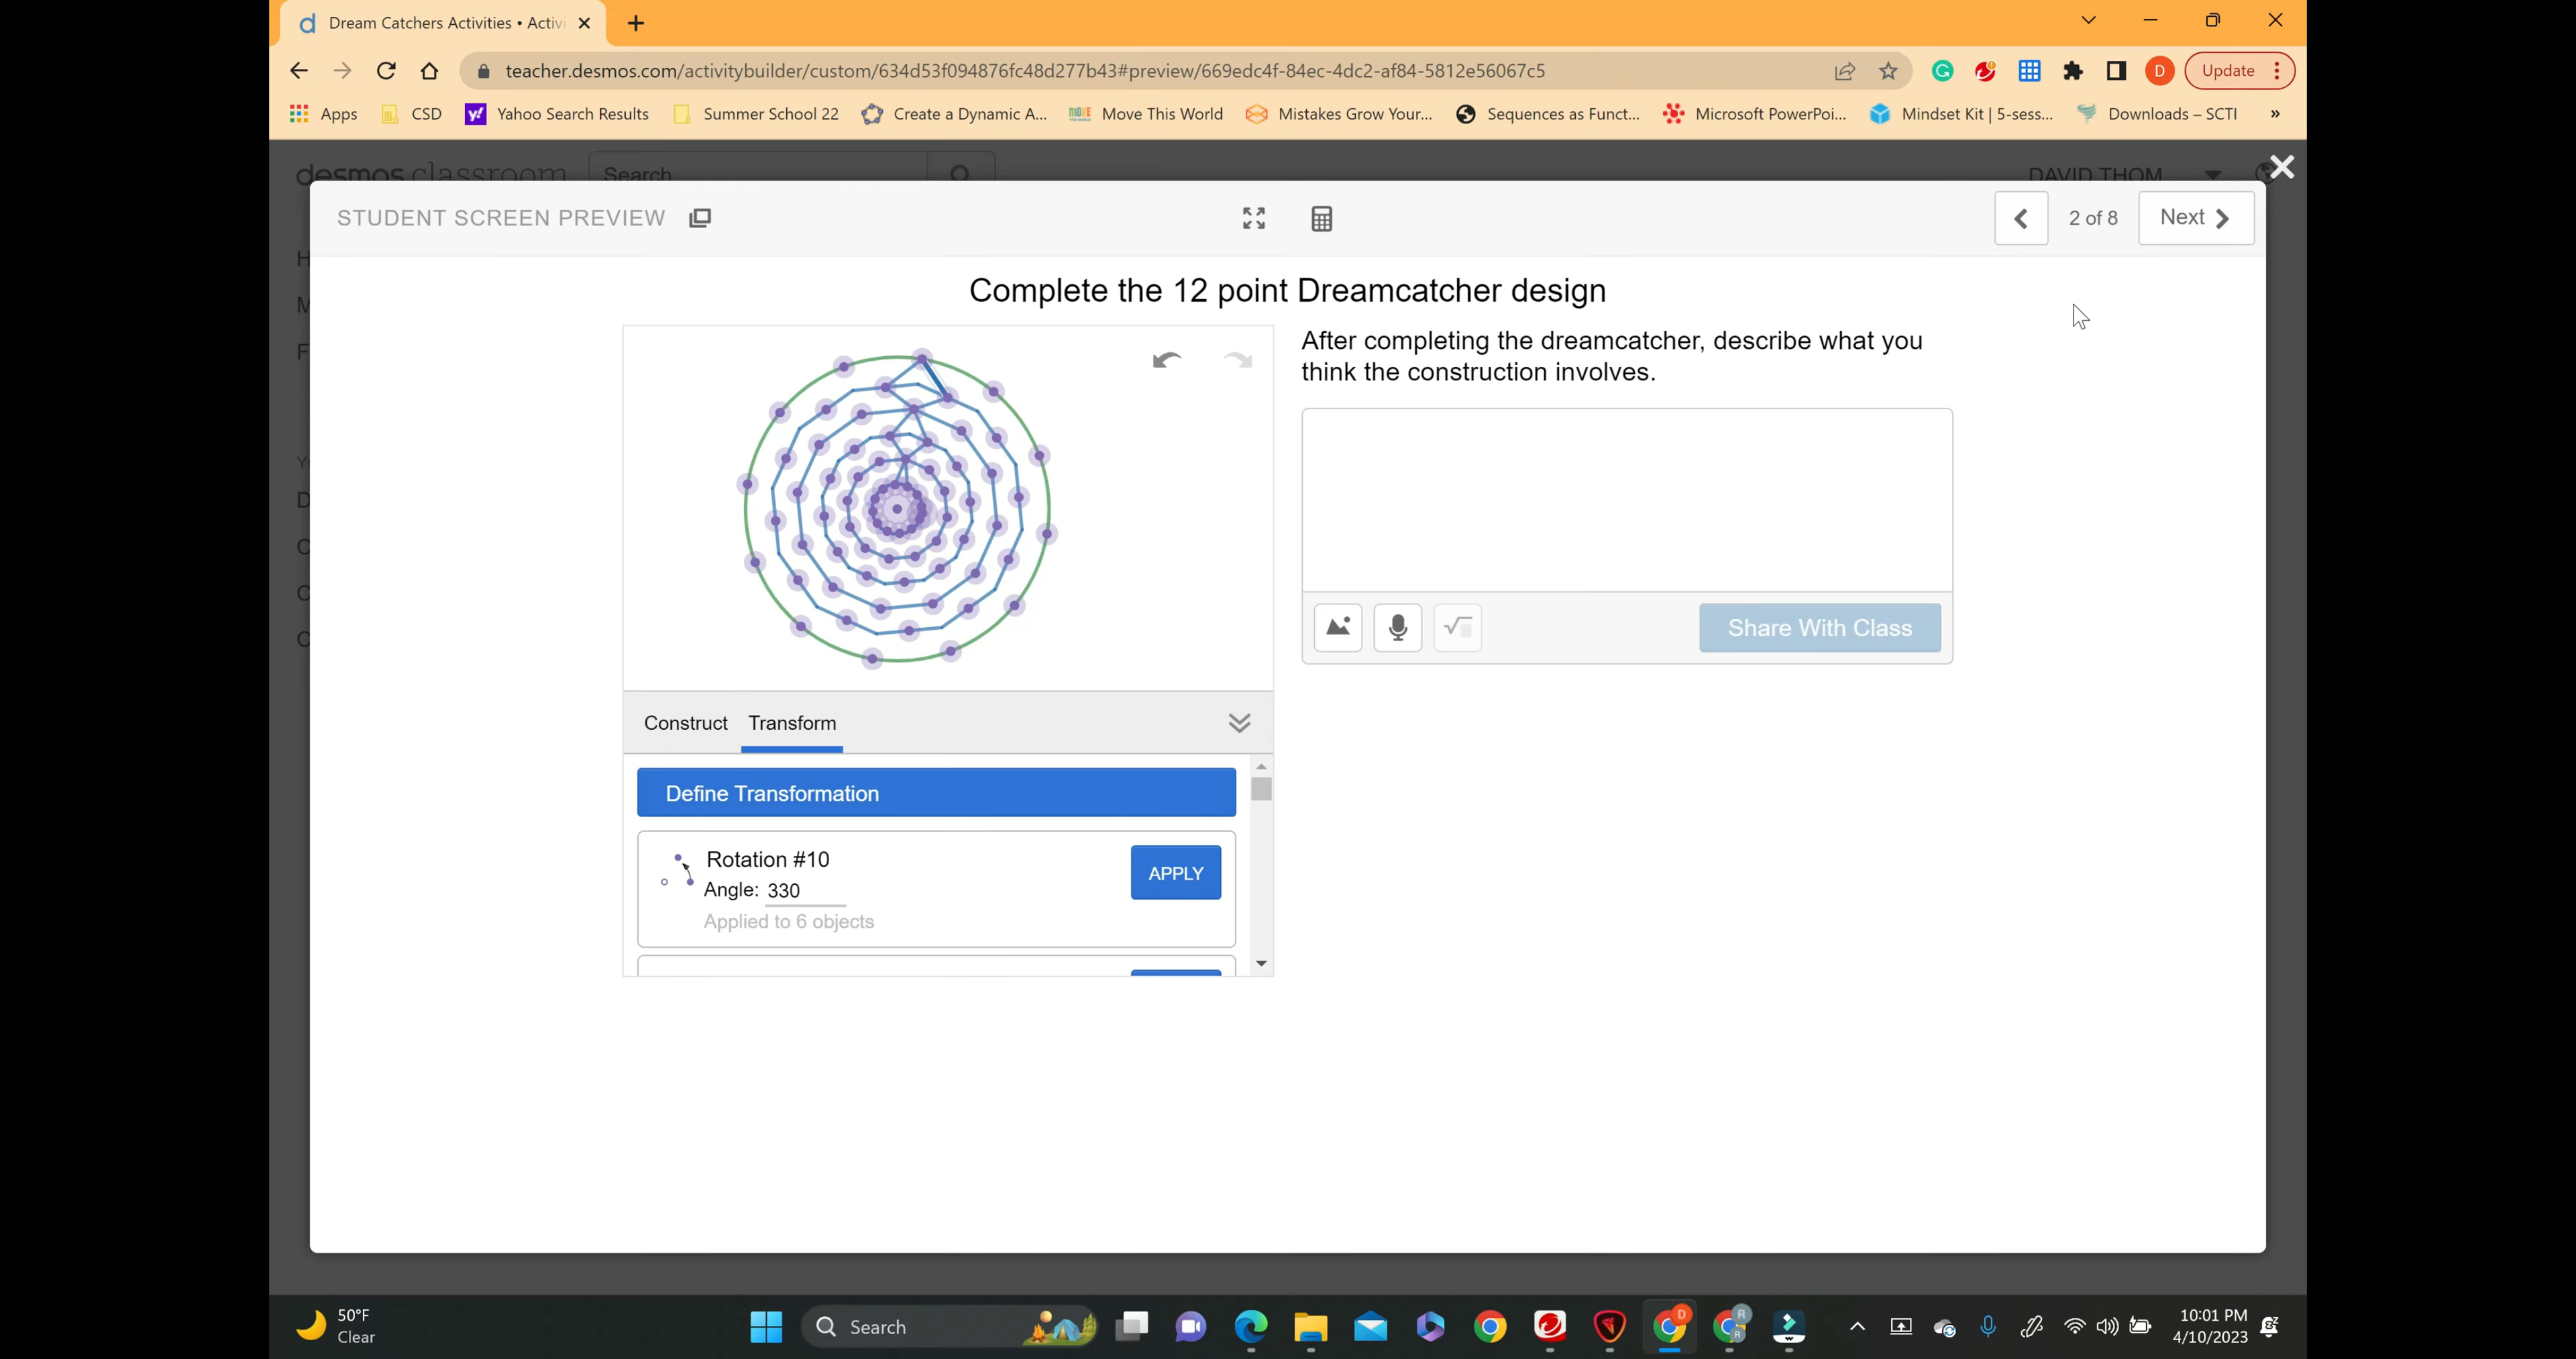 Dream Catchers Activities • Activ
teacher.desmos.com/activitybuilder/custom/634d53f094876fc48d277b43#preview/669edc4f-84ec-4dc2-af84-5812e56067c5
D
Update
Apps
CSD
Yahoo Search Results
Summer School 22
Create a Dynamic A...
Move This World
Mistakes Grow Your...
Sequences as Funct...
Microsoft PowerPoi...
Mindset Kit | 5-sess...
Downloads – SCTI
»
desmos classroom
Search
DAVID THOM
STUDENT SCREEN PREVIEW
2 of 8
Next
Complete the 12 point Dreamcatcher design
After completing the dreamcatcher, describe what you
think the construction involves.
Share With Class
Construct
Transform
Define Transformation
Rotation #10
Angle: 330
Applied to 6 objects
APPLY
50°F
Clear
Search
10:01 PM
4/10/2023